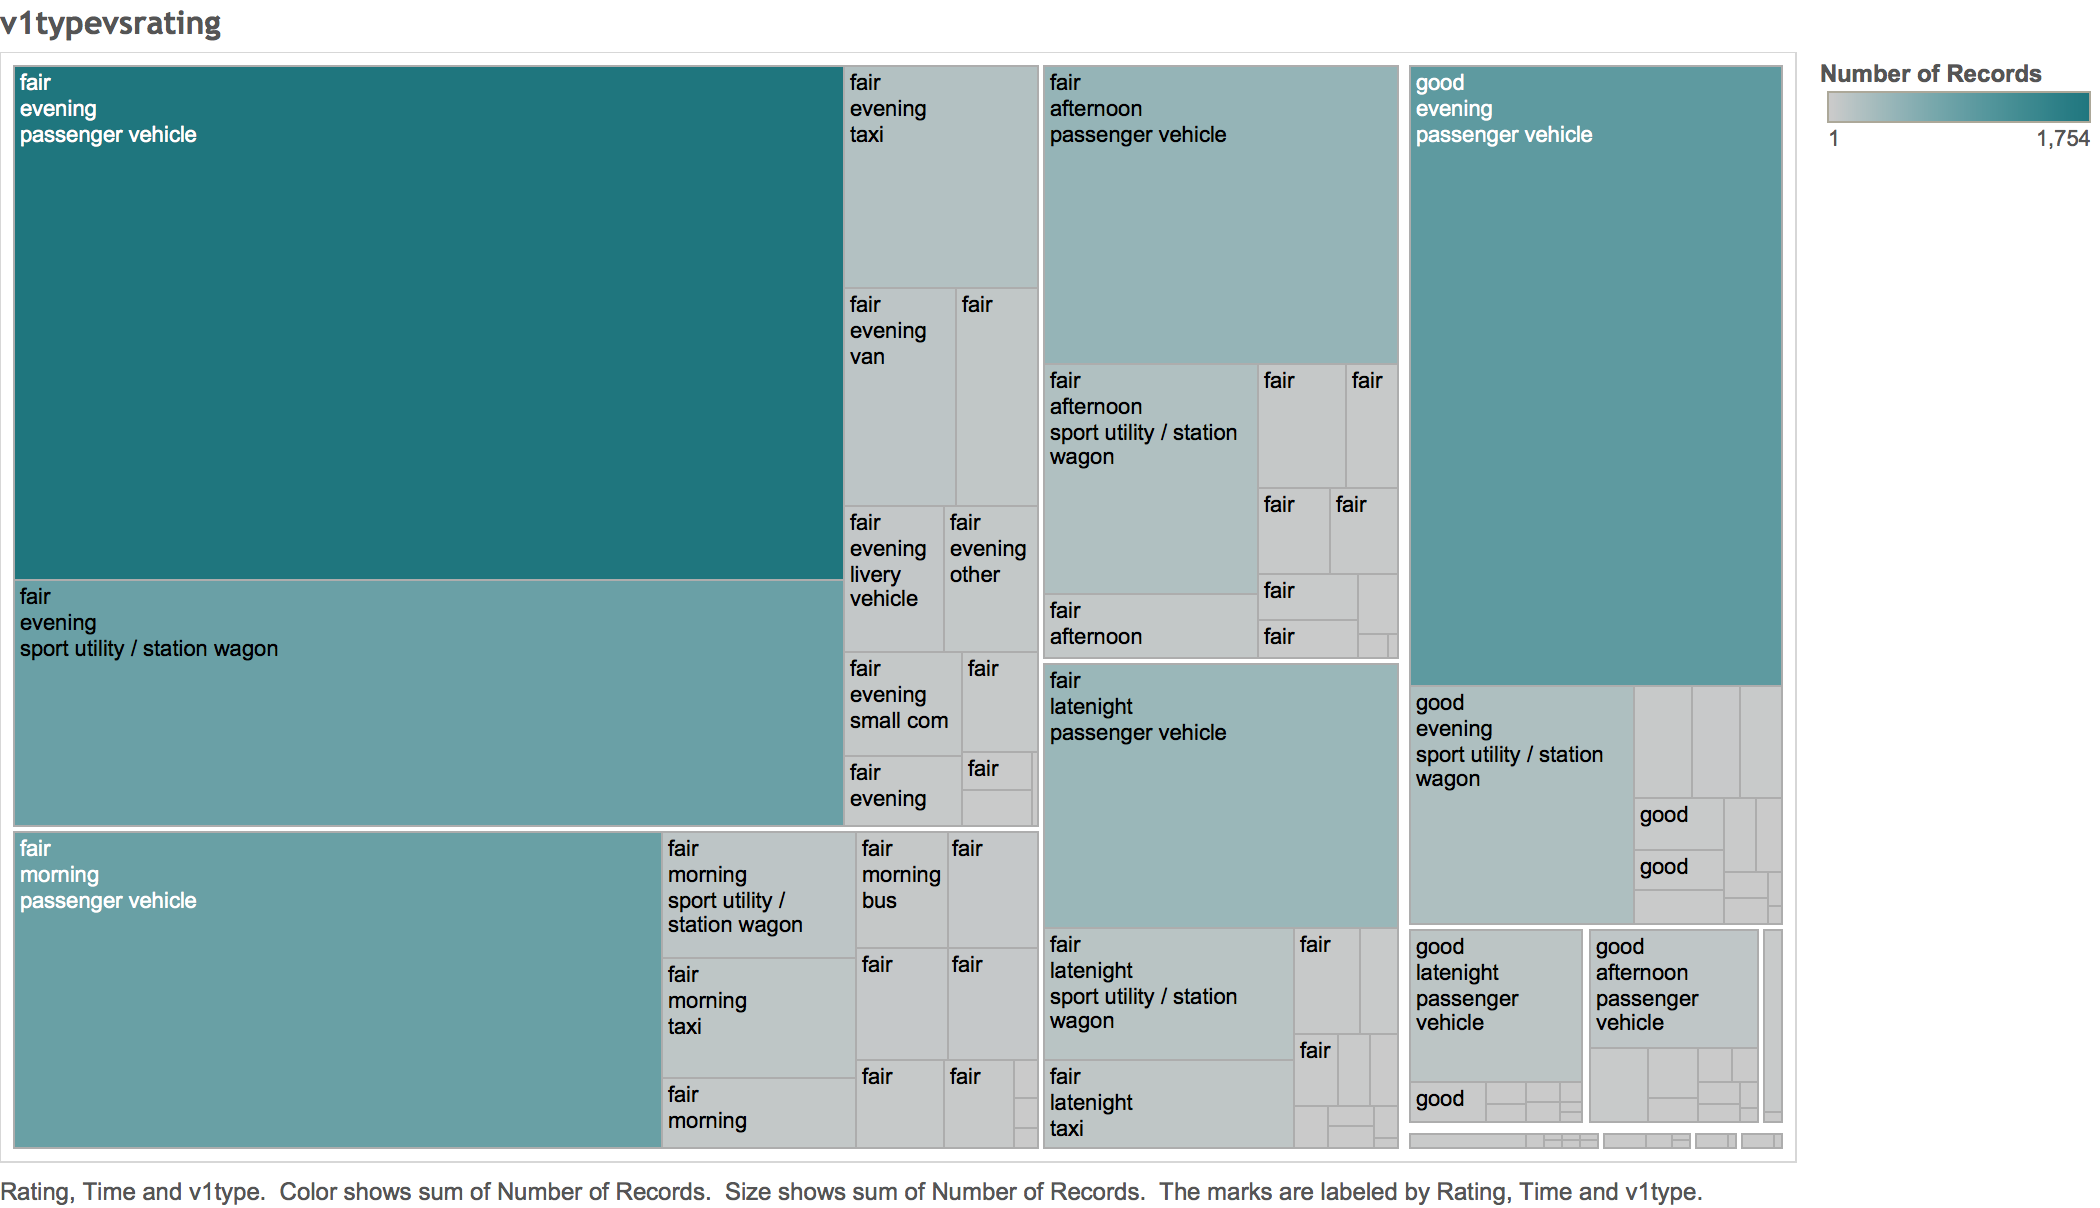 v1typevsrating
fair
evening
passenger vehicle
fair
evening
sport utility / station wagon
fair
evening
taxi
fair
evening
van
fair
fair
evening
livery
vehicle
fair
evening
other
fair
evening
small com
fair
fair
evening
fair
fair
morning
passenger vehicle
fair
morning
sport utility /
station wagon
fair
morning
taxi
fair
morning
fair
morning
bus
fair
fair
fair
fair
fair
fair
afternoon
passenger vehicle
fair
afternoon
sport utility / station
wagon
fair
afternoon
fair
fair
fair
fair
fair
fair
fair
latenight
passenger vehicle
fair
latenight
sport utility / station
wagon
fair
latenight
taxi
fair
fair
good
evening
passenger vehicle
good
evening
sport utility / station
wagon
good
good
good
latenight
passenger
vehicle
good
good
afternoon
passenger
vehicle
Number of Records
1
1,754
Rating, Time and v1type.  Color shows sum of Number of Records.  Size shows sum of Number of Records.  The marks are labeled by Rating, Time and v1type.